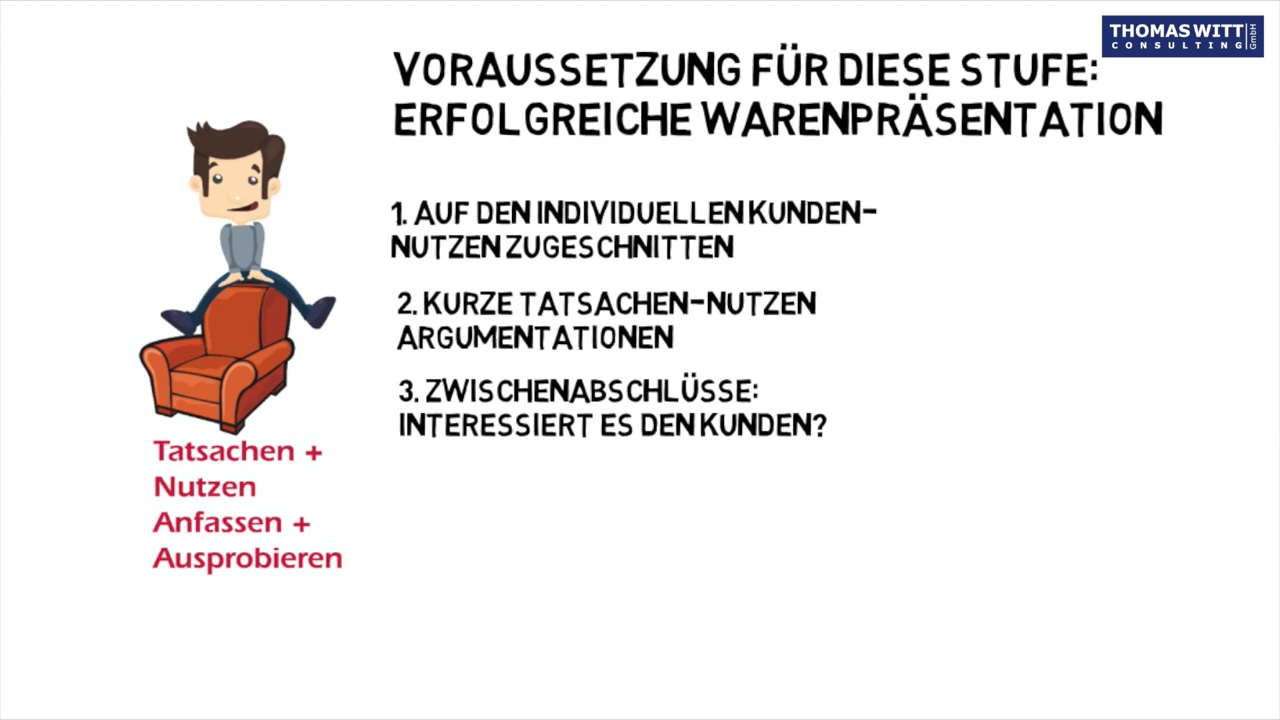 THOMAS WITT
CONSULTING
GmbH
VORAUSSETZUNG FÜR DIESE STUFE:
ERFOLGREICHE WARENPRÄSENTATION
1. AUF DEN INDIVIDUELLEN KUNDEN-
NUTZEN ZUGESCHNITTEN
2. KURZE TATSACHEN-NUTZEN
ARGUMENTATIONEN
3. ZWISCHENABSCHLÜSSE:
INTERESSIERT ES DEN KUNDEN?
Tatsachen +
Nutzen
Anfassen +
Ausprobieren